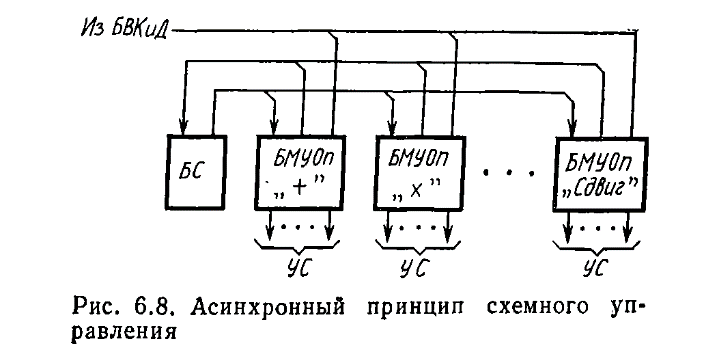 Из БВКиД
БС
БМУОп
„ + ”
БМУОп
„ х ”
. . .
БМУОп
„Сдвиг”
УС
УС
УС
Рис. 6.8. Асинхронный принцип схемного уп-
равления